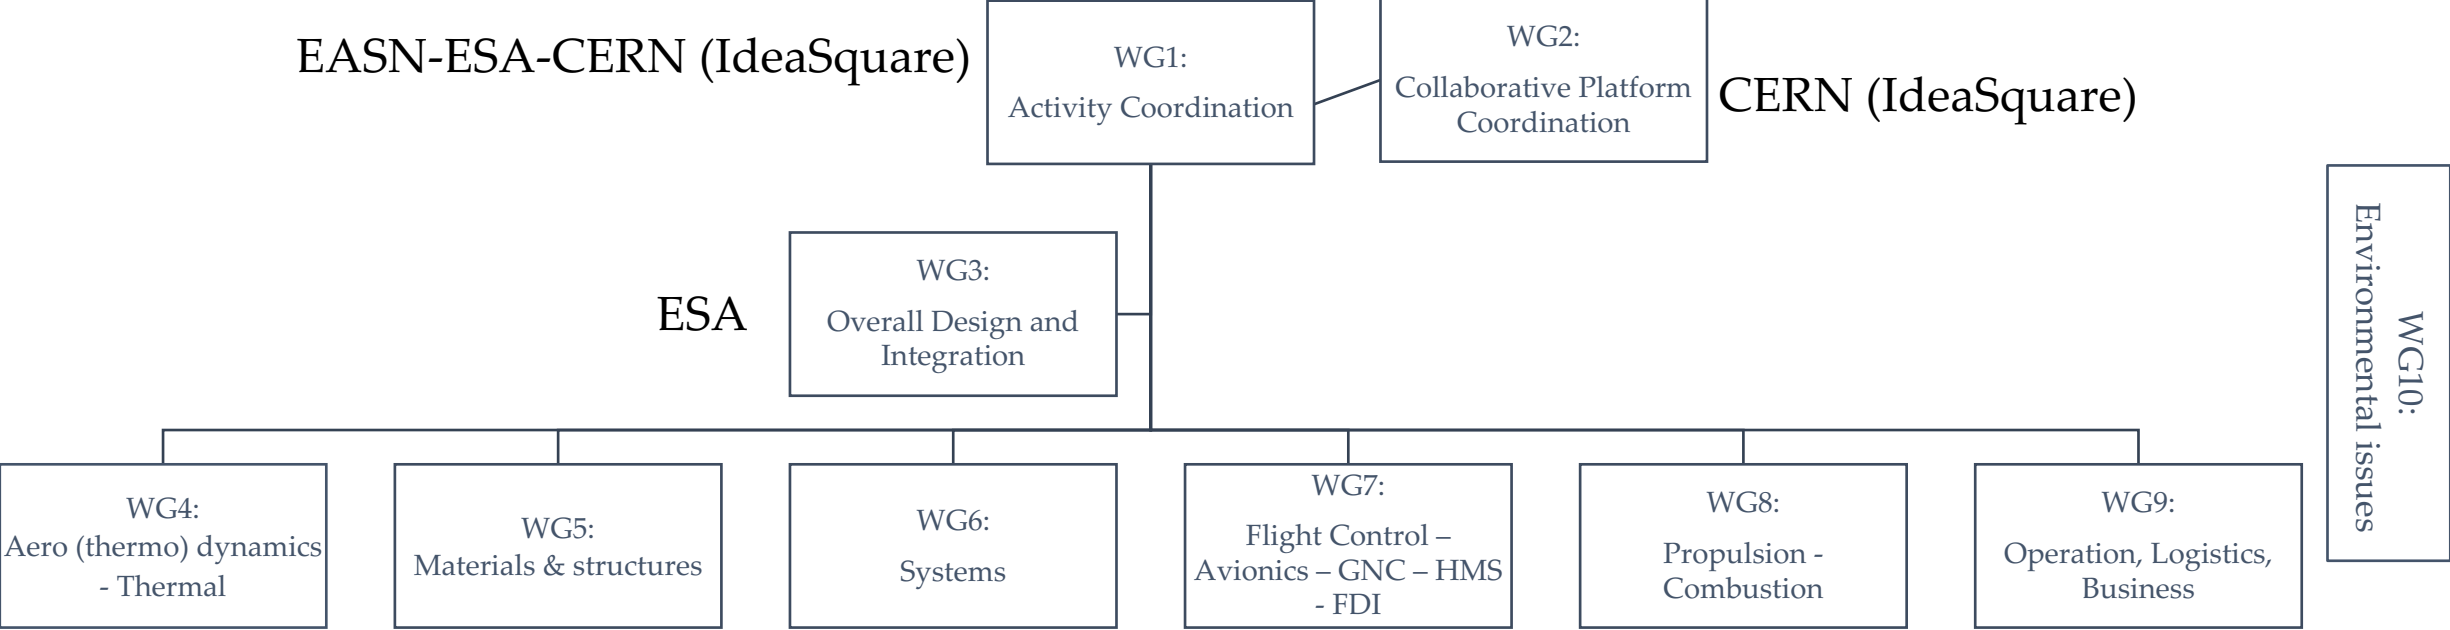 EASN-ESA-CERN (IdeaSquare)
WG1:
Activity Coordination
WG2:
Collaborative Platform
Coordination
CERN (IdeaSquare)
ESA
WG3:
Overall Design and
Integration
WG10:
Environmental issues
WG4:
Aero (thermo) dynamics
- Thermal
WG5:
Materials & structures
WG6:
Systems
WG7:
Flight Control –
Avionics – GNC – HMS
- FDI
WG8:
Propulsion -
Combustion
WG9:
Operation, Logistics,
Business